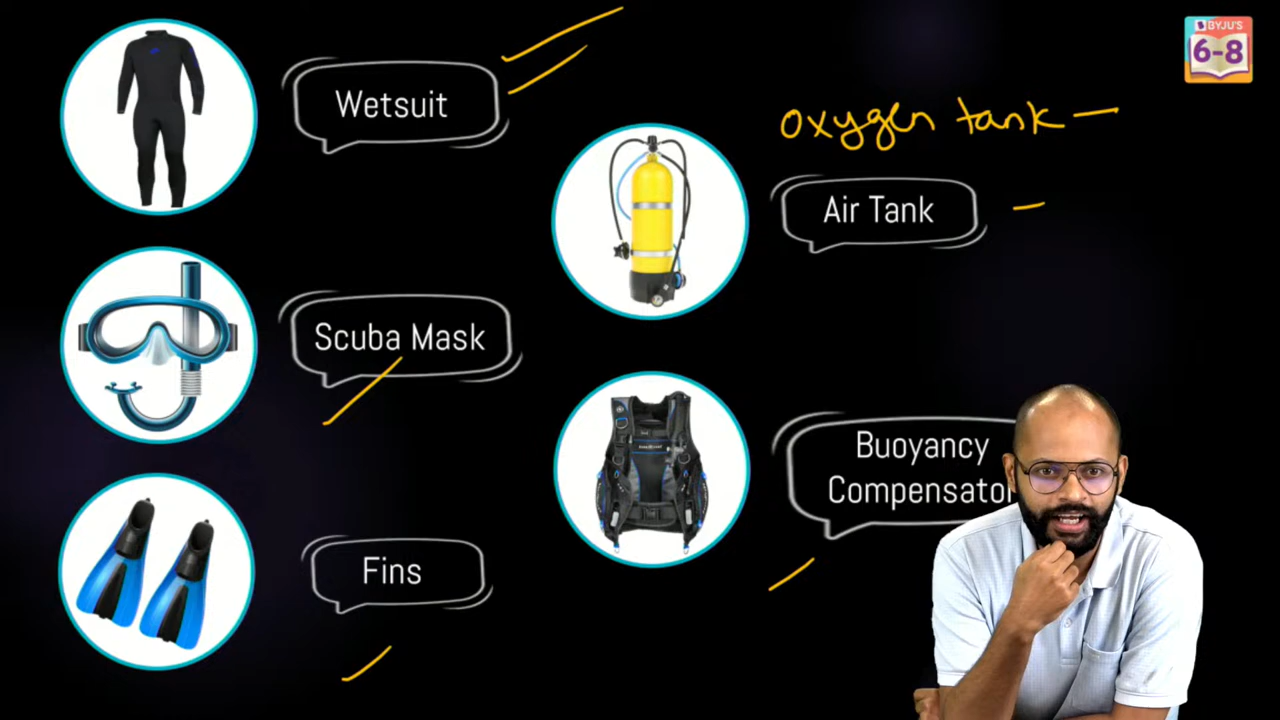 BYJU'S
6-8
Wetsuit
oxygen tank
Air Tank
Scuba Mask
Buoyancy
Compensator
Fins